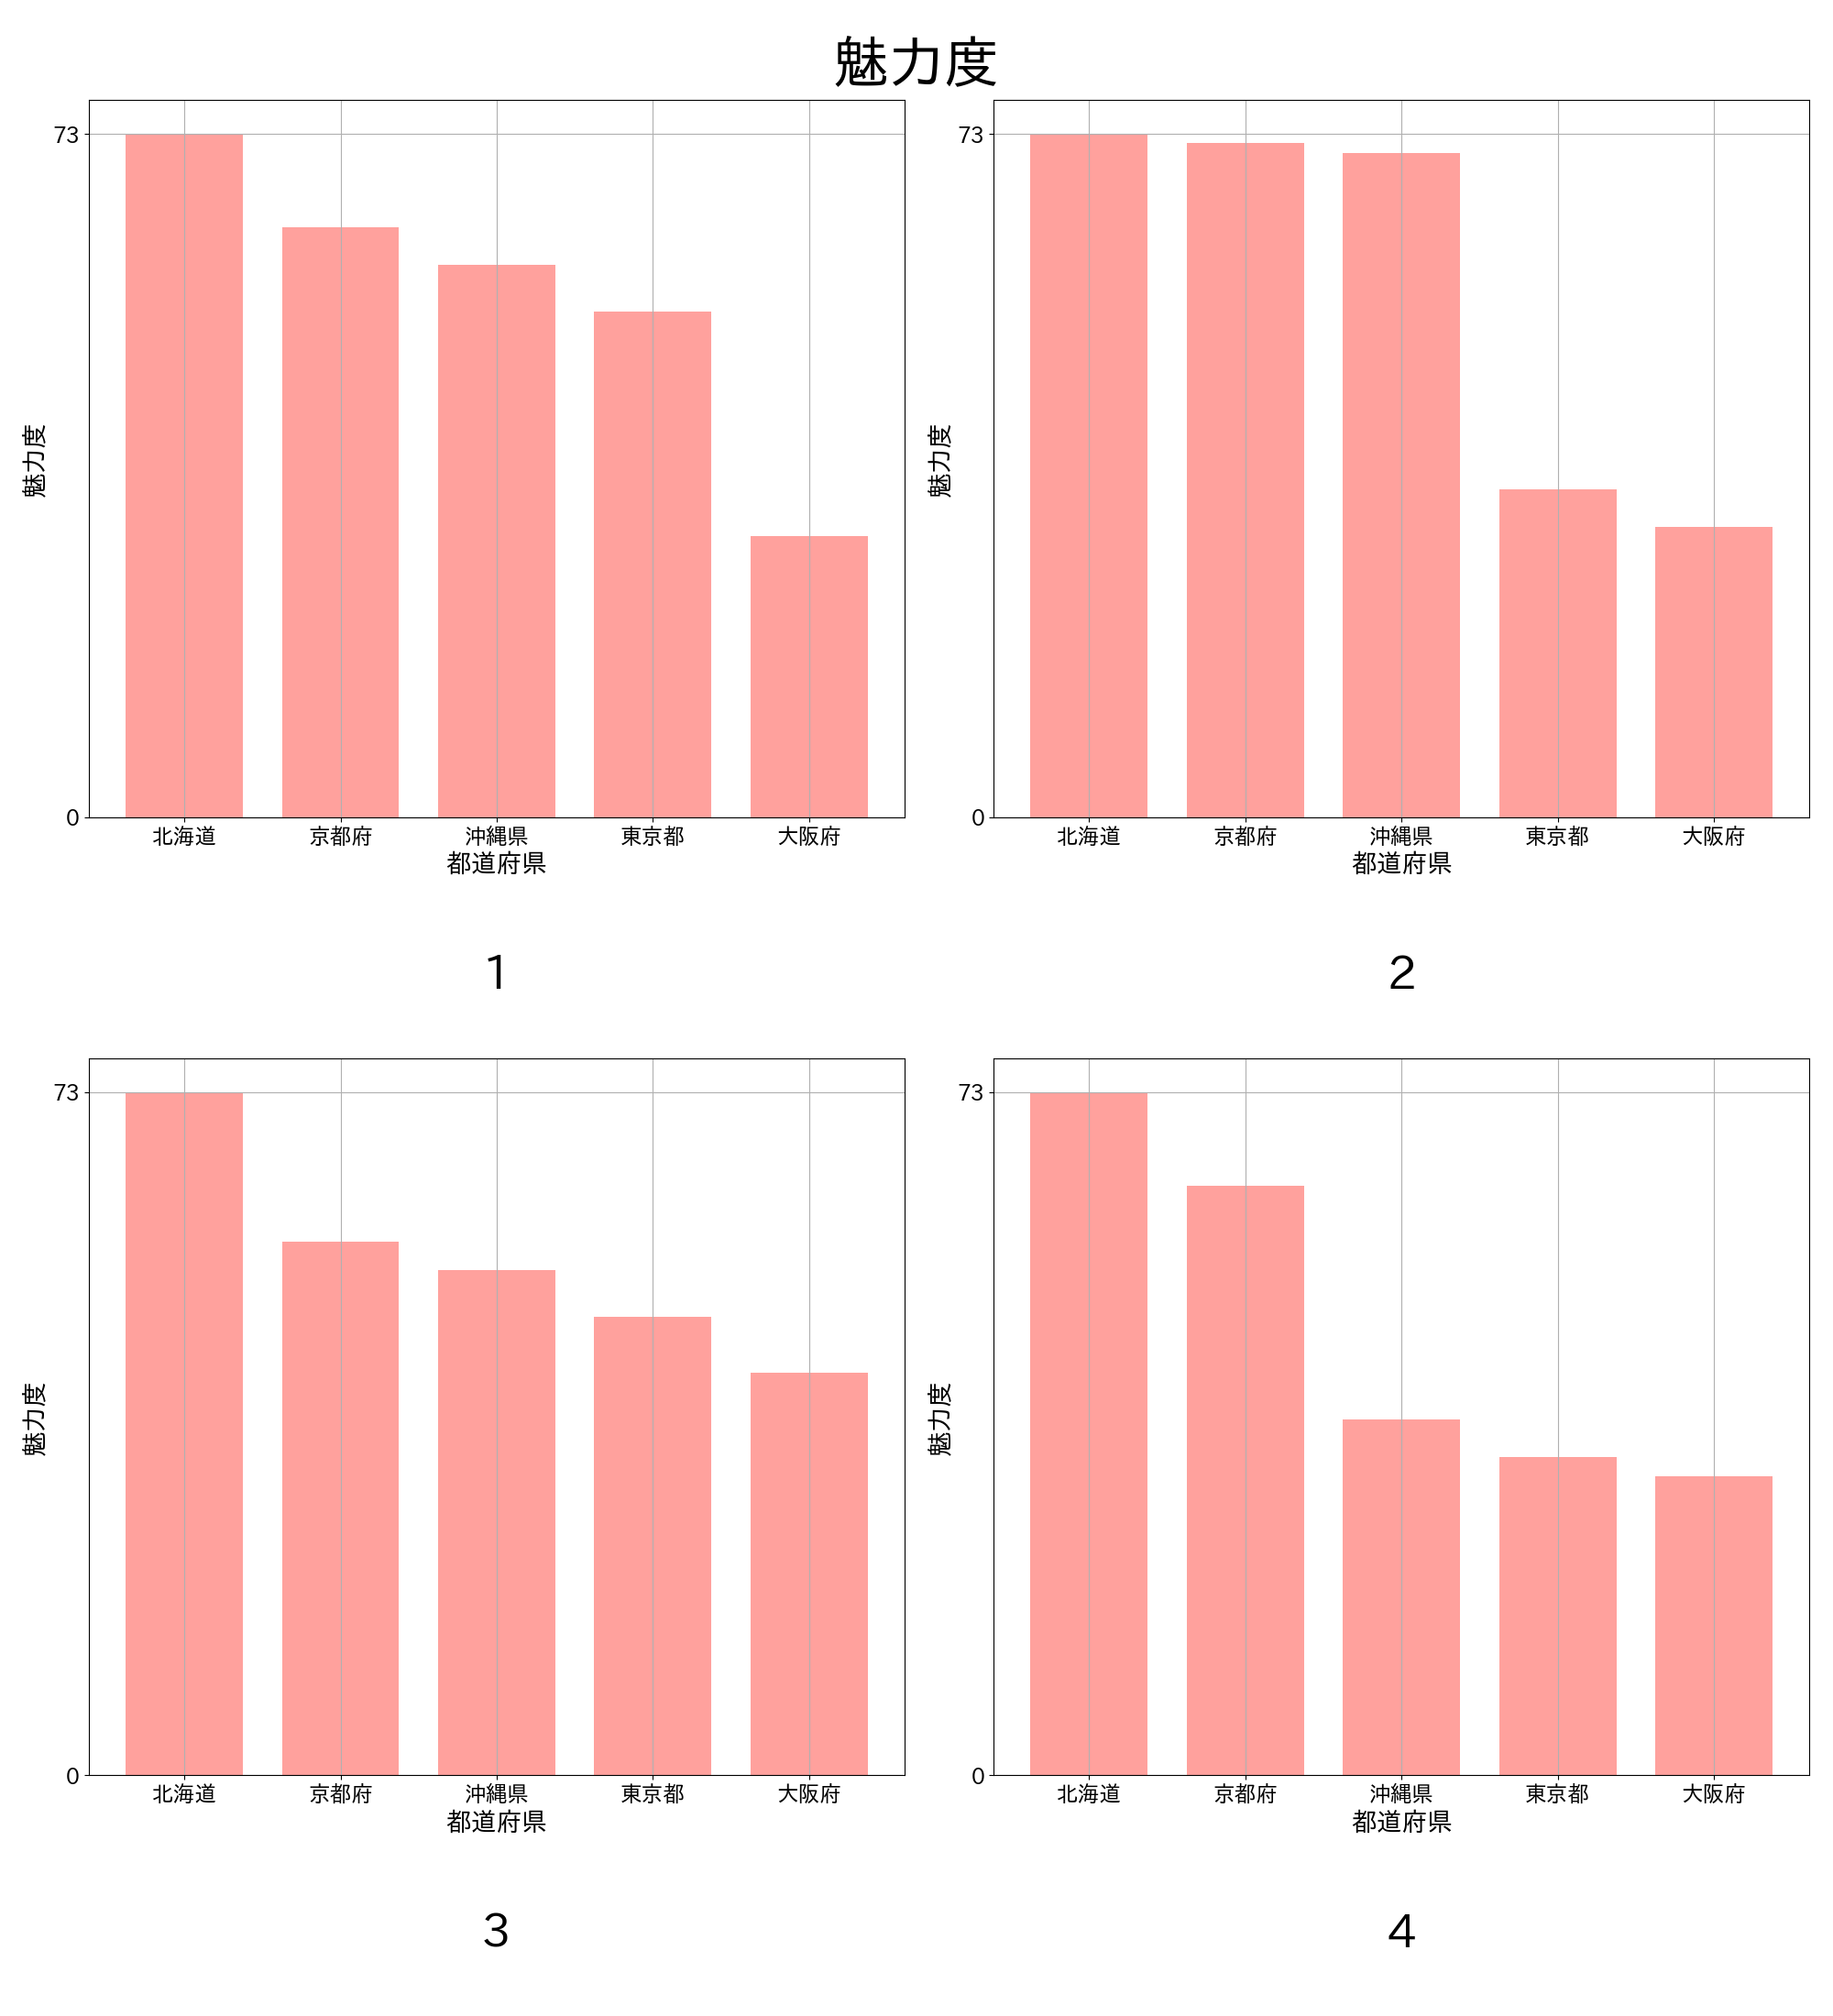 魅力度
73
0
魅力度
北海道 京都府 沖縄県 東京都 大阪府
都道府県
1
73
0
魅力度
北海道 京都府 沖縄県 東京都 大阪府
都道府県
2
73
0
魅力度
北海道 京都府 沖縄県 東京都 大阪府
都道府県
3
73
0
魅力度
北海道 京都府 沖縄県 東京都 大阪府
都道府県
4